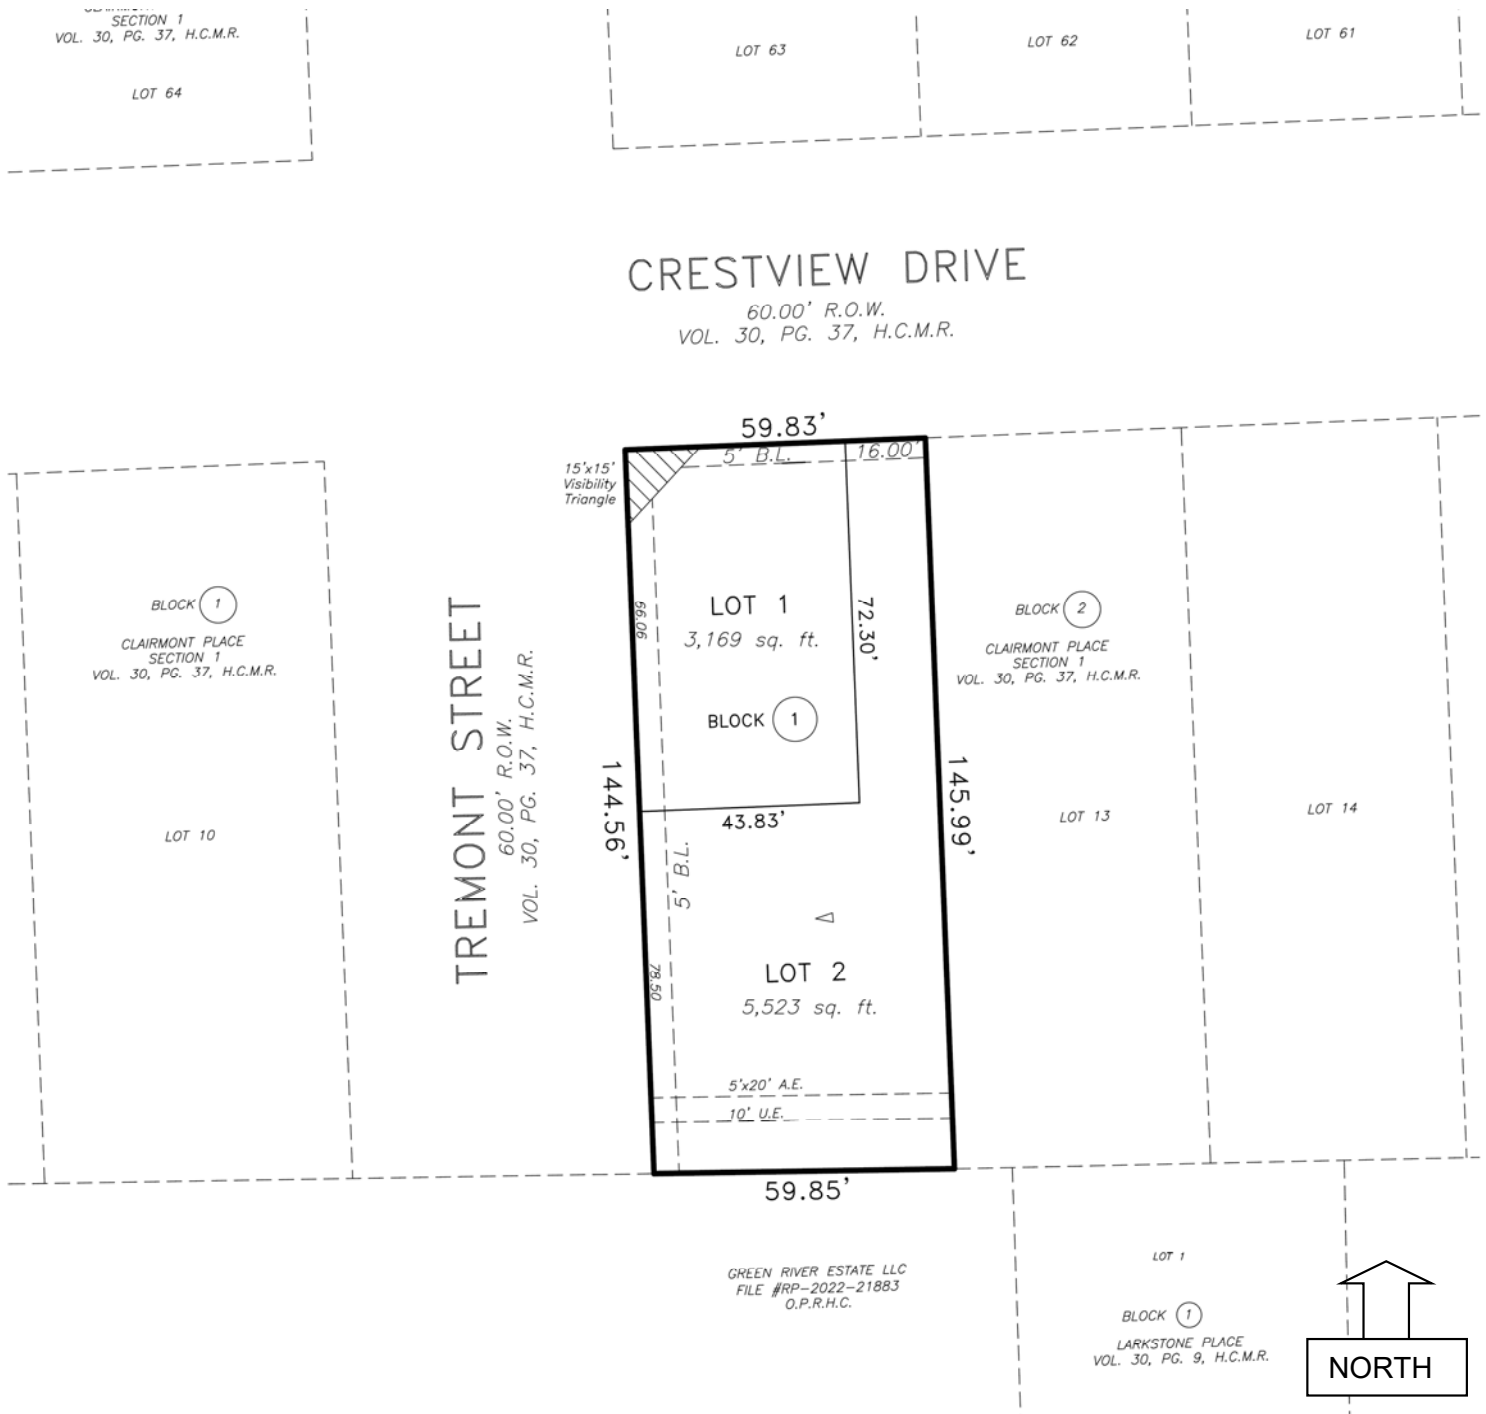 SECTION 1
VOL. 30, PG. 37, H.C.M.R.
LOT 64
LOT 63
LOT 62
LOT 61
CRESTVIEW DRIVE
60.00' R.O.W.
VOL. 30, PG. 37, H.C.M.R.
59.83'
5' B.L.
16.00'
15'x15'
Visibility
Triangle
BLOCK 1
CLAIRMONT PLACE
SECTION 1
VOL. 30, PG. 37, H.C.M.R.
LOT 10
TREMONT STREET
60.00' R.O.W.
VOL. 30, PG. 37, H.C.M.R.
66.06
LOT 1
3,169 sq. ft.
72.30'
BLOCK 1
144.56'
43.83'
145.99'
5' B.L.
78.50
LOT 2
5,523 sq. ft.
5'x20' A.E.
10' U.E.
59.85'
BLOCK 2
CLAIRMONT PLACE
SECTION 1
VOL. 30, PG. 37, H.C.M.R.
LOT 13
LOT 14
GREEN RIVER ESTATE LLC
FILE #RP-2022-21883
O.P.R.H.C.
LOT 1
BLOCK 1
LARKSTONE PLACE
VOL. 30, PG. 9, H.C.M.R.
NORTH